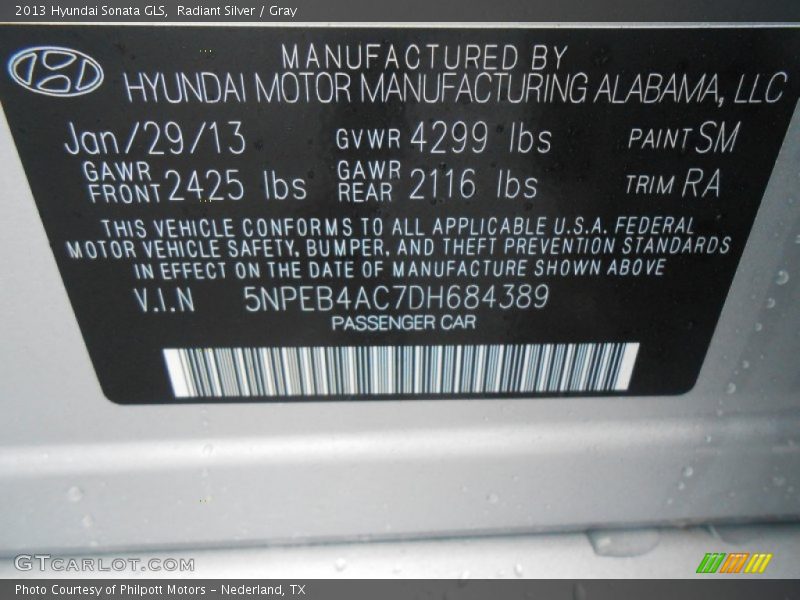 2013 Hyundai Sonata GLS, Radiant Silver / Gray
MANUFACTURED BY
HYUNDAI MOTOR MANUFACTURING ALABAMA, LLC
Jan/29/13 GVWR 4299 lbs PAINT SM
GAWR FRONT 2425 lbs GAWR REAR 2116 lbs TRIM RA
THIS VEHICLE CONFORMS TO ALL APPLICABLE U.S.A. FEDERAL
MOTOR VEHICLE SAFETY, BUMPER, AND THEFT PREVENTION STANDARDS
IN EFFECT ON THE DATE OF MANUFACTURE SHOWN ABOVE
V.I.N 5NPEB4AC7DH684389
PASSENGER CAR
GTCarLot.com
Photo Courtesy of Philpott Motors - Nederland, TX